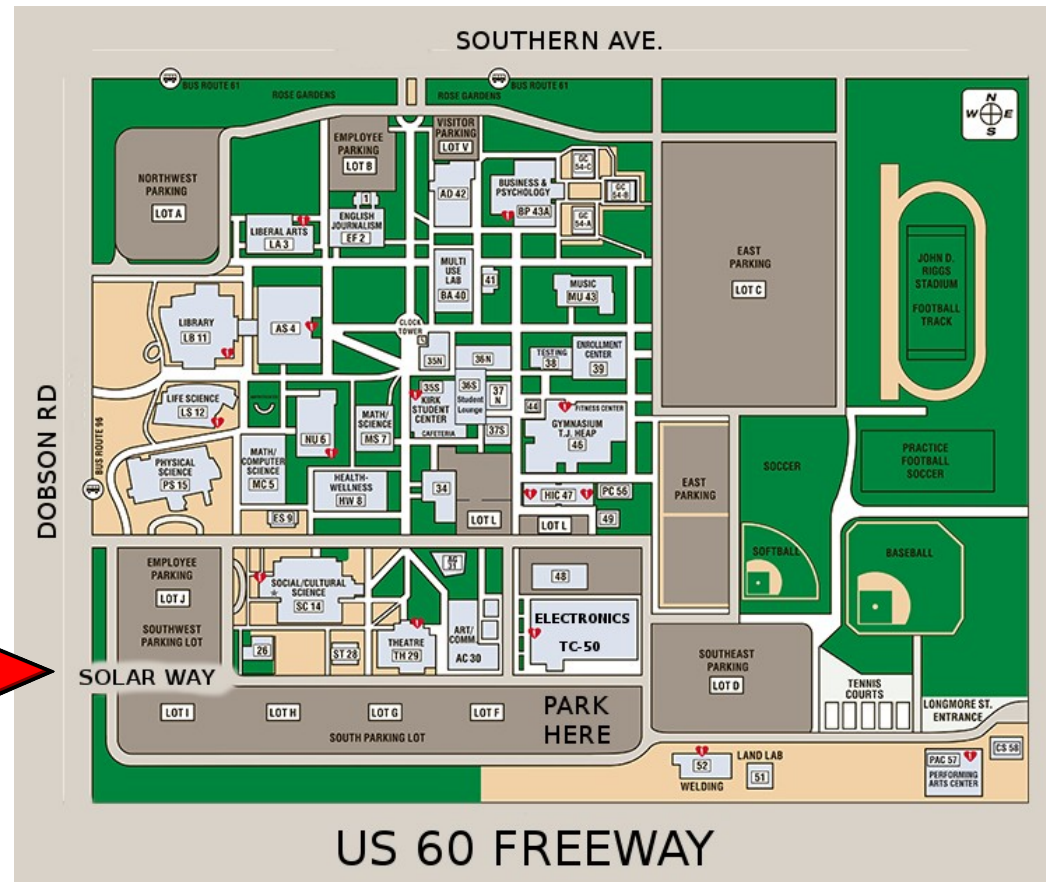 SOUTHERN AVE.
BUS ROUTE 61
BUS ROUTE 61
ROSE GARDENS
ROSE GARDENS
N
W E
S
VISITOR
PARKING
LOT V
EMPLOYEE
PARKING
LOT B
NORTHWEST
PARKING
LOT A
1
AD 42
BUSINESS &
PSYCHOLOGY
BP 43A
GC
54-C
GC
54-B
GC
54-A
LIBERAL ARTS
LA 3
ENGLISH
JOURNALISM
EF 2
EAST
PARKING
LOT C
JOHN D.
RIGGS
STADIUM
FOOTBALL
TRACK
MULTI
USE
LAB
BA 40
41
MUSIC
MU 43
LIBRARY
LB 11
AS 4
CLOCK
TOWER
35N
36N
TESTING
38
ENROLLMENT
CENTER
39
LIFE SCIENCE
LS 12
35S
KIRK
STUDENT
CENTER
CAFETERIA
36S
Student
Lounge
37
N
37S
44
FITNESS CENTER
GYMNASIUM
T.J. HEAP
46
NU 6
MATH/
SCIENCE
MS 7
DOBSON RD
BUS ROUTE 96
PHYSICAL
SCIENCE
PS 15
MATH/
COMPUTER
SCIENCE
MC 5
HEALTH-
WELLNESS
HW 8
34
LOT L
HIC 47
PC 56
LOT L
49
ES 9
EAST
PARKING
SOCCER
PRACTICE
FOOTBALL
SOCCER
SOFTBALL
BASEBALL
EMPLOYEE
PARKING
LOT J
SOUTHWEST
PARKING LOT
SOCIAL/CULTURAL
SCIENCE
SC 14
AC
31
48
ELECTRONICS
TC-50
26
ST 28
THEATRE
TH 29
ART/
COMM.
AC 30
SOUTHEAST
PARKING
LOT D
SOLAR WAY
LOT I
LOT H
LOT G
LOT F
SOUTH PARKING LOT
PARK
HERE
TENNIS
COURTS
LONGMORE ST.
ENTRANCE
52
WELDING
LAND LAB
51
PAC 57
PERFORMING
ARTS CENTER
CS 58
US 60 FREEWAY